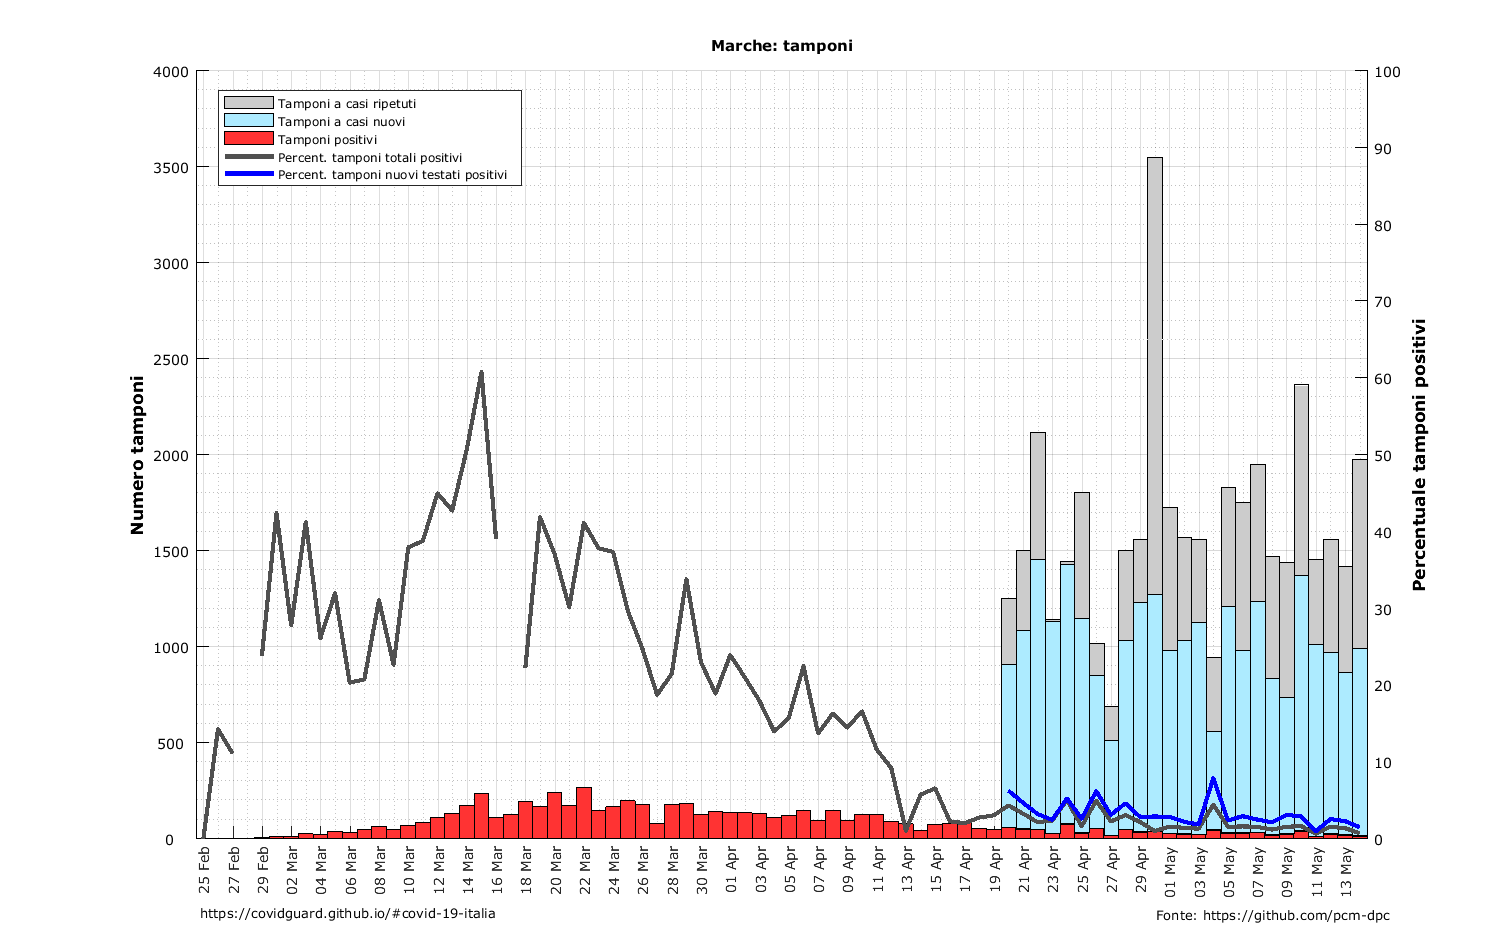 Marche: tamponi
Tamponi a casi ripetuti
Tamponi a casi nuovi
Tamponi positivi
Percent. tamponi totali positivi
Percent. tamponi nuovi testati positivi
Numero tamponi
4000
3500
3000
2500
2000
1500
1000
500
0
Percentuale tamponi positivi
100
90
80
70
60
50
40
30
20
10
0
25 Feb
27 Feb
29 Feb
02 Mar
04 Mar
06 Mar
08 Mar
10 Mar
12 Mar
14 Mar
16 Mar
18 Mar
20 Mar
22 Mar
24 Mar
26 Mar
28 Mar
30 Mar
01 Apr
03 Apr
05 Apr
07 Apr
09 Apr
11 Apr
13 Apr
15 Apr
17 Apr
19 Apr
21 Apr
23 Apr
25 Apr
27 Apr
29 Apr
01 May
03 May
05 May
07 May
09 May
11 May
13 May
https://covidguard.github.io/#covid-19-italia
Fonte: https://github.com/pcm-dpc